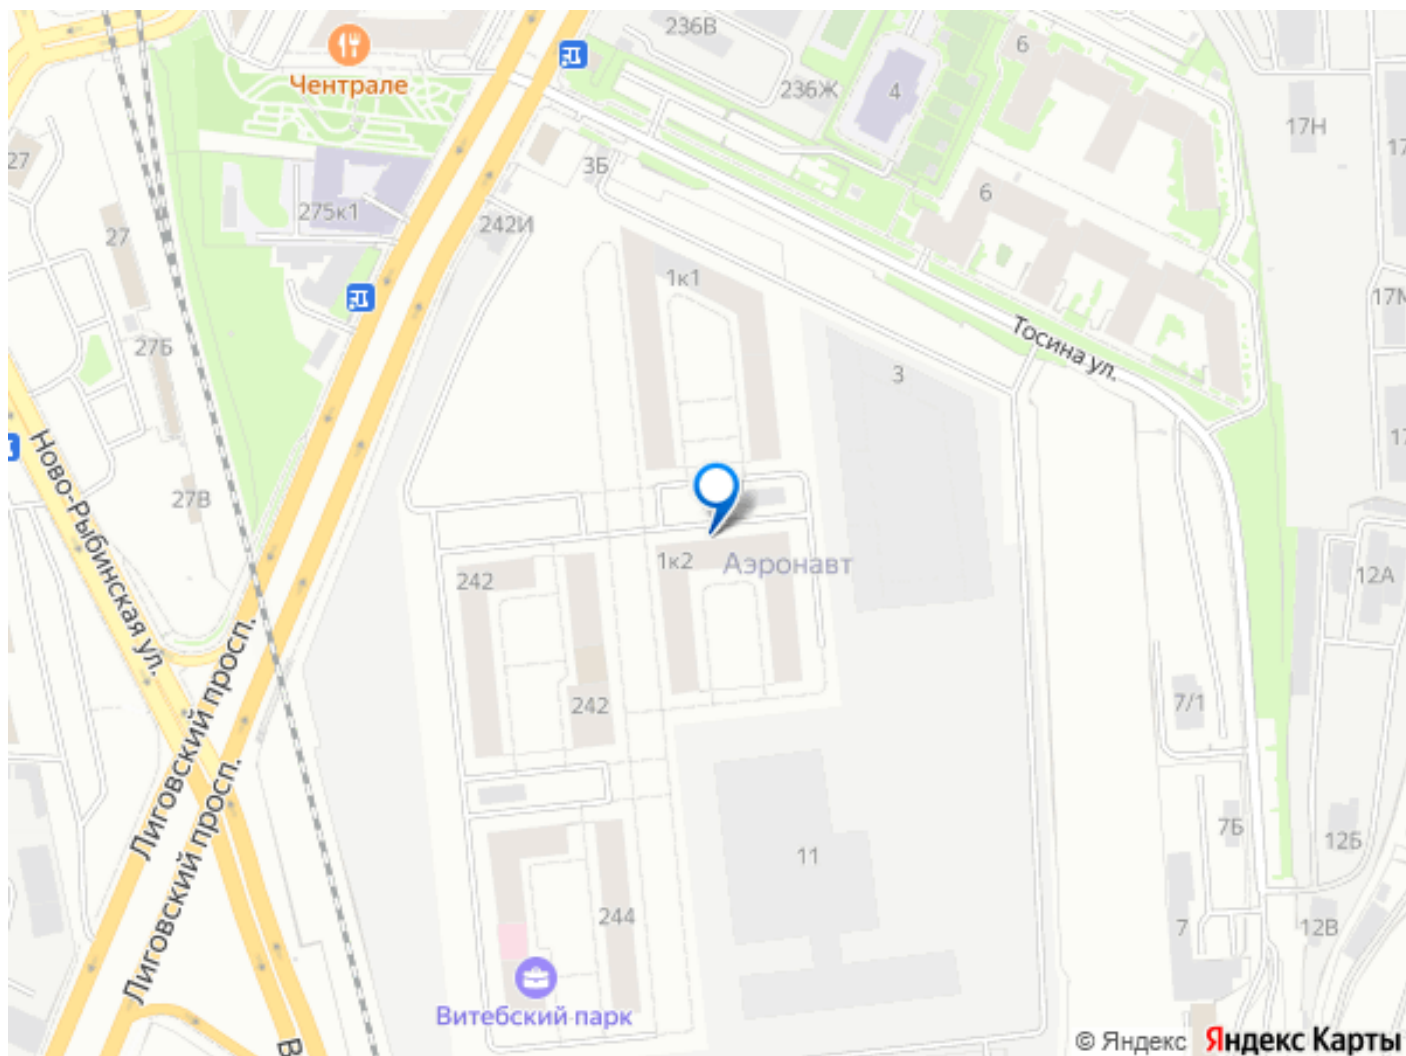 236В
6
Чентрале
236Ж
4
17Н
27
3Б
6
275к1
242И
27
1к1
17М
27Б
Тосина ул.
3
Ново-Рыбинская ул.
27В
1к2
Аэронавт
242
12А
242
7/1
Лиговский просп.
Лиговский просп.
7Б
12Б
11
244
7
12В
Витебский парк
В
© Яндекс Яндекс Карты